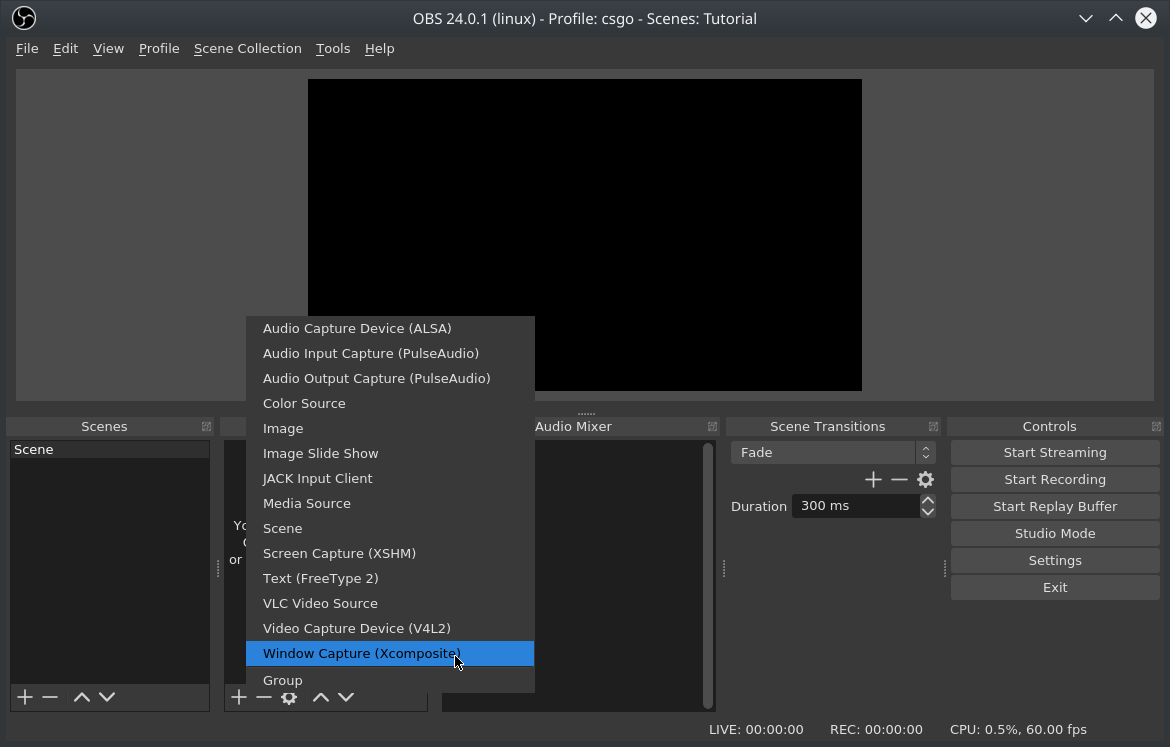 OBS 24.0.1 (linux) - Profile: csgo - Scenes: Tutorial
File Edit View Profile Scene Collection Tools Help
Audio Capture Device (ALSA)
Audio Input Capture (PulseAudio)
Audio Output Capture (PulseAudio)
Color Source
Image
Image Slide Show
JACK Input Client
Media Source
Scene
Screen Capture (XSHM)
Text (FreeType 2)
VLC Video Source
Video Capture Device (V4L2)
Window Capture (Xcomposite)
Group
Scenes
Scene
Audio Mixer
Scene Transitions
Fade
Duration 300 ms
Controls
Start Streaming
Start Recording
Start Replay Buffer
Studio Mode
Settings
Exit
or
LIVE: 00:00:00 REC: 00:00:00 CPU: 0.5%, 60.00 fps